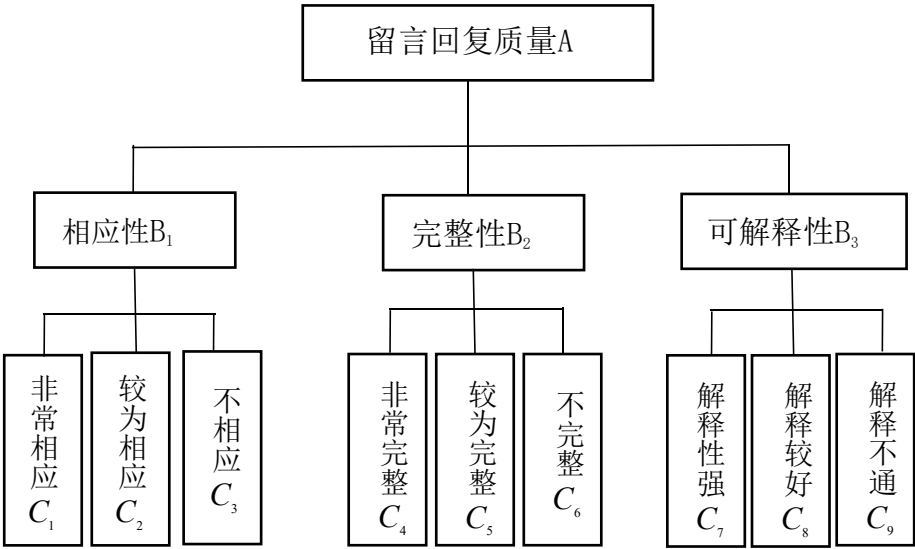 留言回复质量A
相应性B₁
完整性B₂
可解释性B₃
非常相应C₁
较为相应C₂
不相应C₃
非常完整C₄
较为完整C₅
不完整C₆
解释性强C₇
解释较好C₈
解释不通C₉